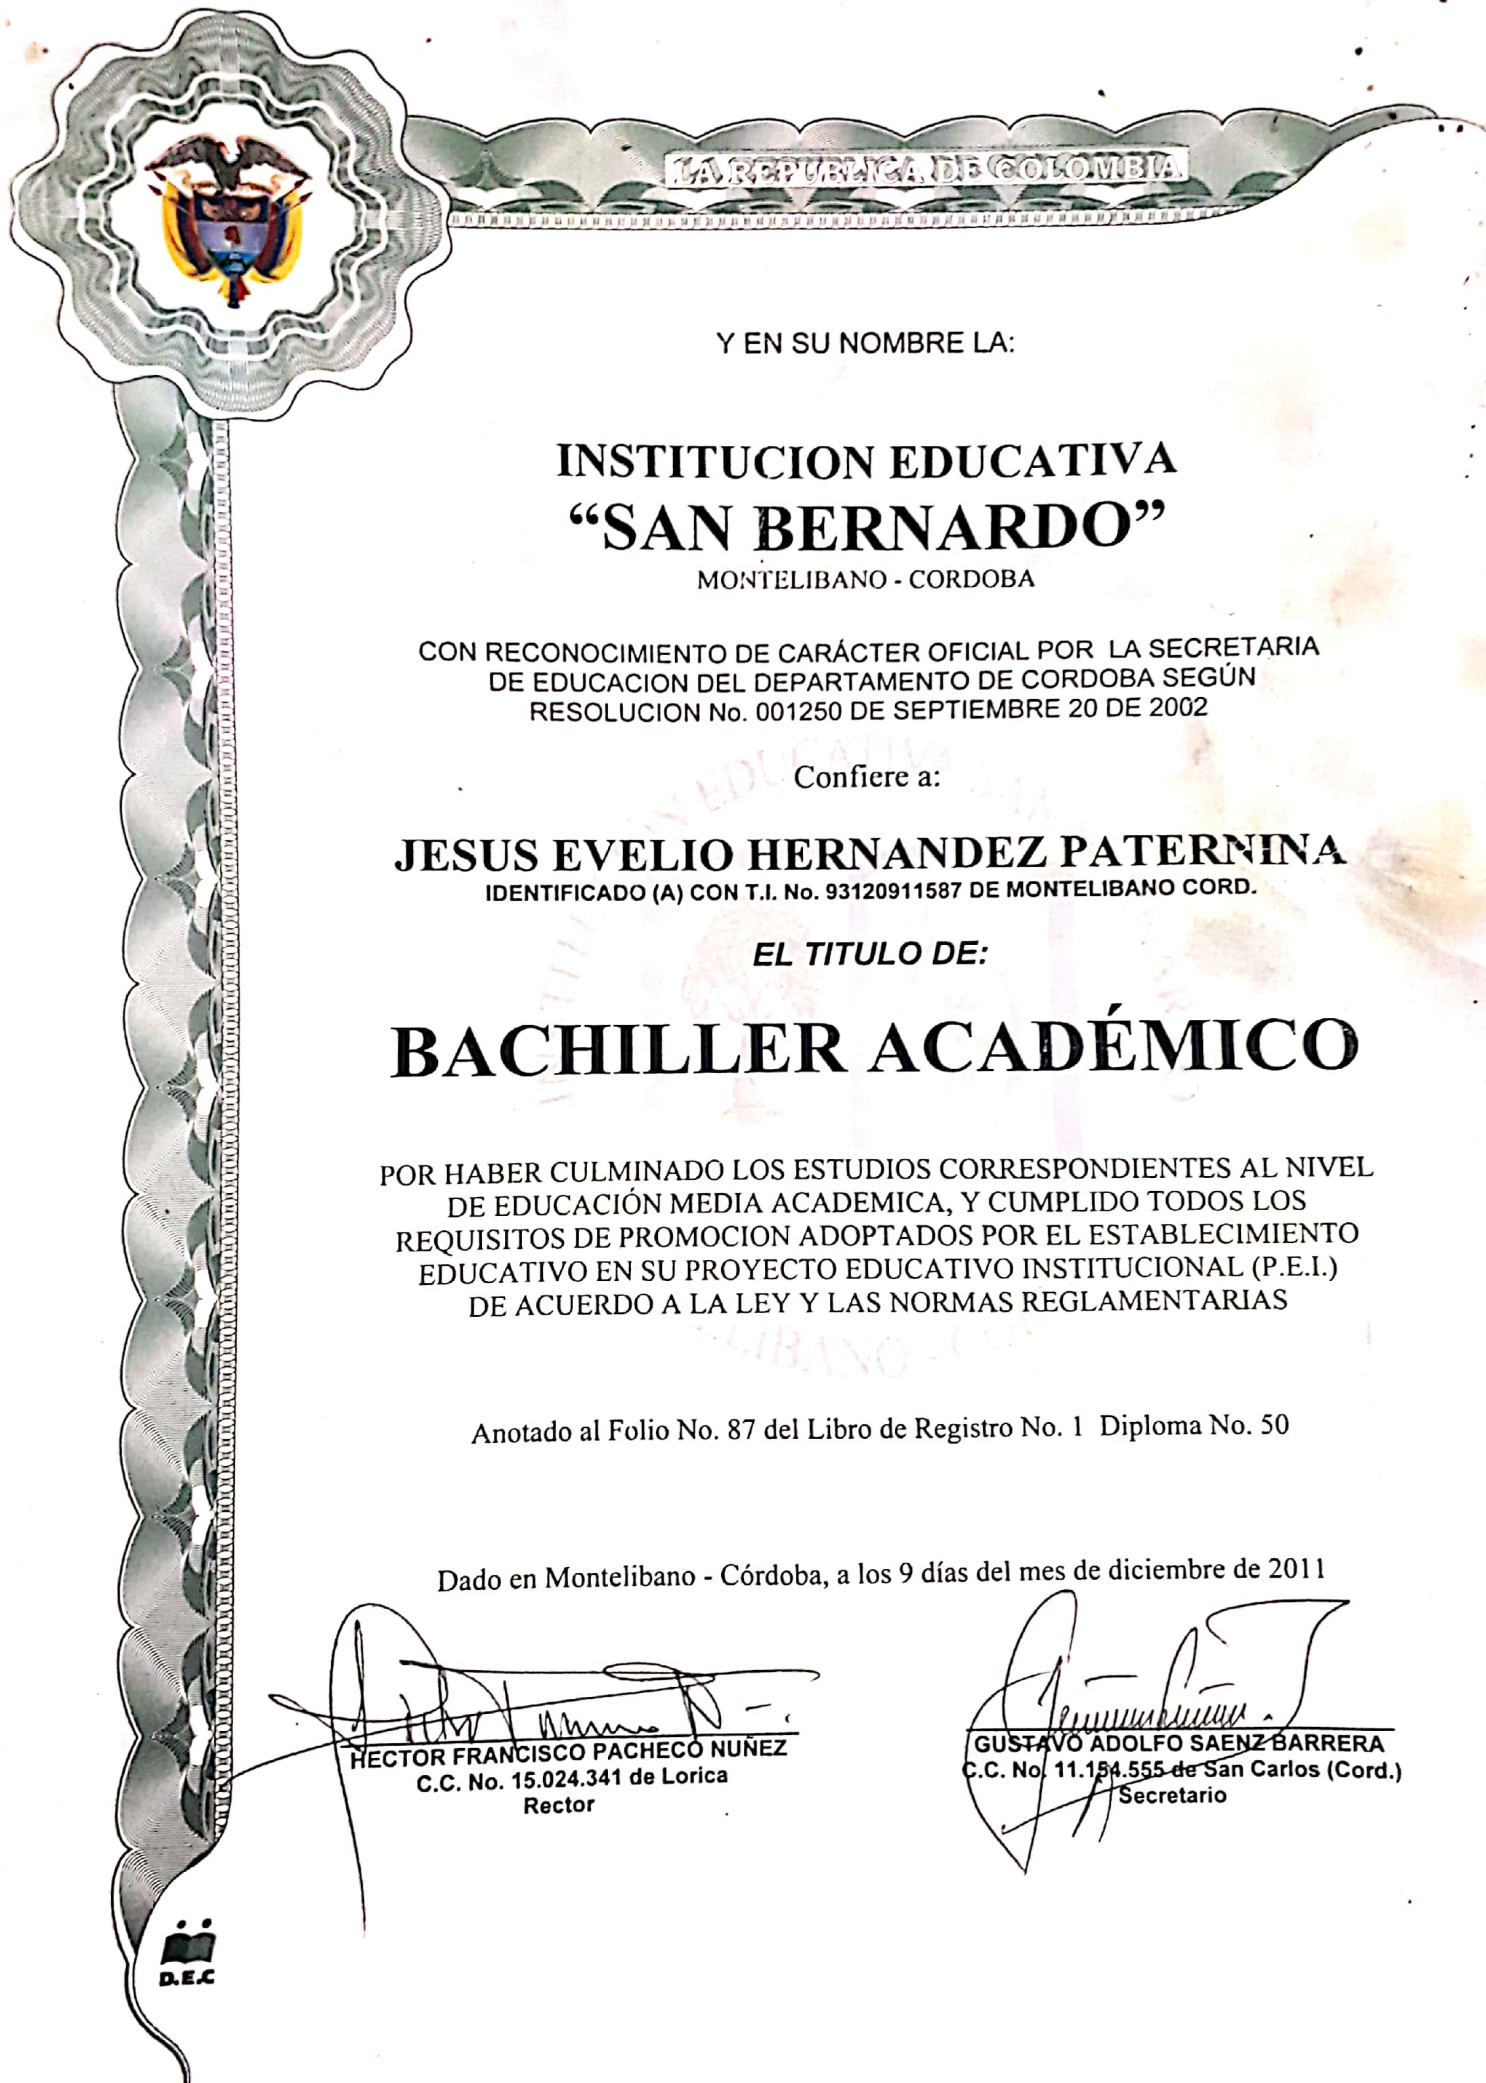 LA REPUBLICA DE COLOMBIA
Y EN SU NOMBRE LA:
INSTITUCION EDUCATIVA
“SAN BERNARDO”
MONTELIBANO - CORDOBA
CON RECONOCIMIENTO DE CARÁCTER OFICIAL POR LA SECRETARIA
DE EDUCACION DEL DEPARTAMENTO DE CORDOBA SEGÚN
RESOLUCION No. 001250 DE SEPTIEMBRE 20 DE 2002
Confiere a:
JESUS EVELIO HERNANDEZ PATERNINA
IDENTIFICADO (A) CON T.I. No. 93120911587 DE MONTELIBANO CORD.
EL TITULO DE:
BACHILLER ACADÉMICO
POR HABER CULMINADO LOS ESTUDIOS CORRESPONDIENTES AL NIVEL
DE EDUCACIÓN MEDIA ACADEMICA, Y CUMPLIDO TODOS LOS
REQUISITOS DE PROMOCION ADOPTADOS POR EL ESTABLECIMIENTO
EDUCATIVO EN SU PROYECTO EDUCATIVO INSTITUCIONAL (P.E.I.)
DE ACUERDO A LA LEY Y LAS NORMAS REGLAMENTARIAS
Anotado al Folio No. 87 del Libro de Registro No. 1 Diploma No. 50
Dado en Montelibano - Córdoba, a los 9 días del mes de diciembre de 2011
HECTOR FRANCISCO PACHECO NUÑEZ
C.C. No. 15.024.341 de Lorica
Rector
GUSTAVO ADOLFO SAENZ BARRERA
C.C. No. 11.154.555 de San Carlos (Cord.)
Secretario
D.E.C